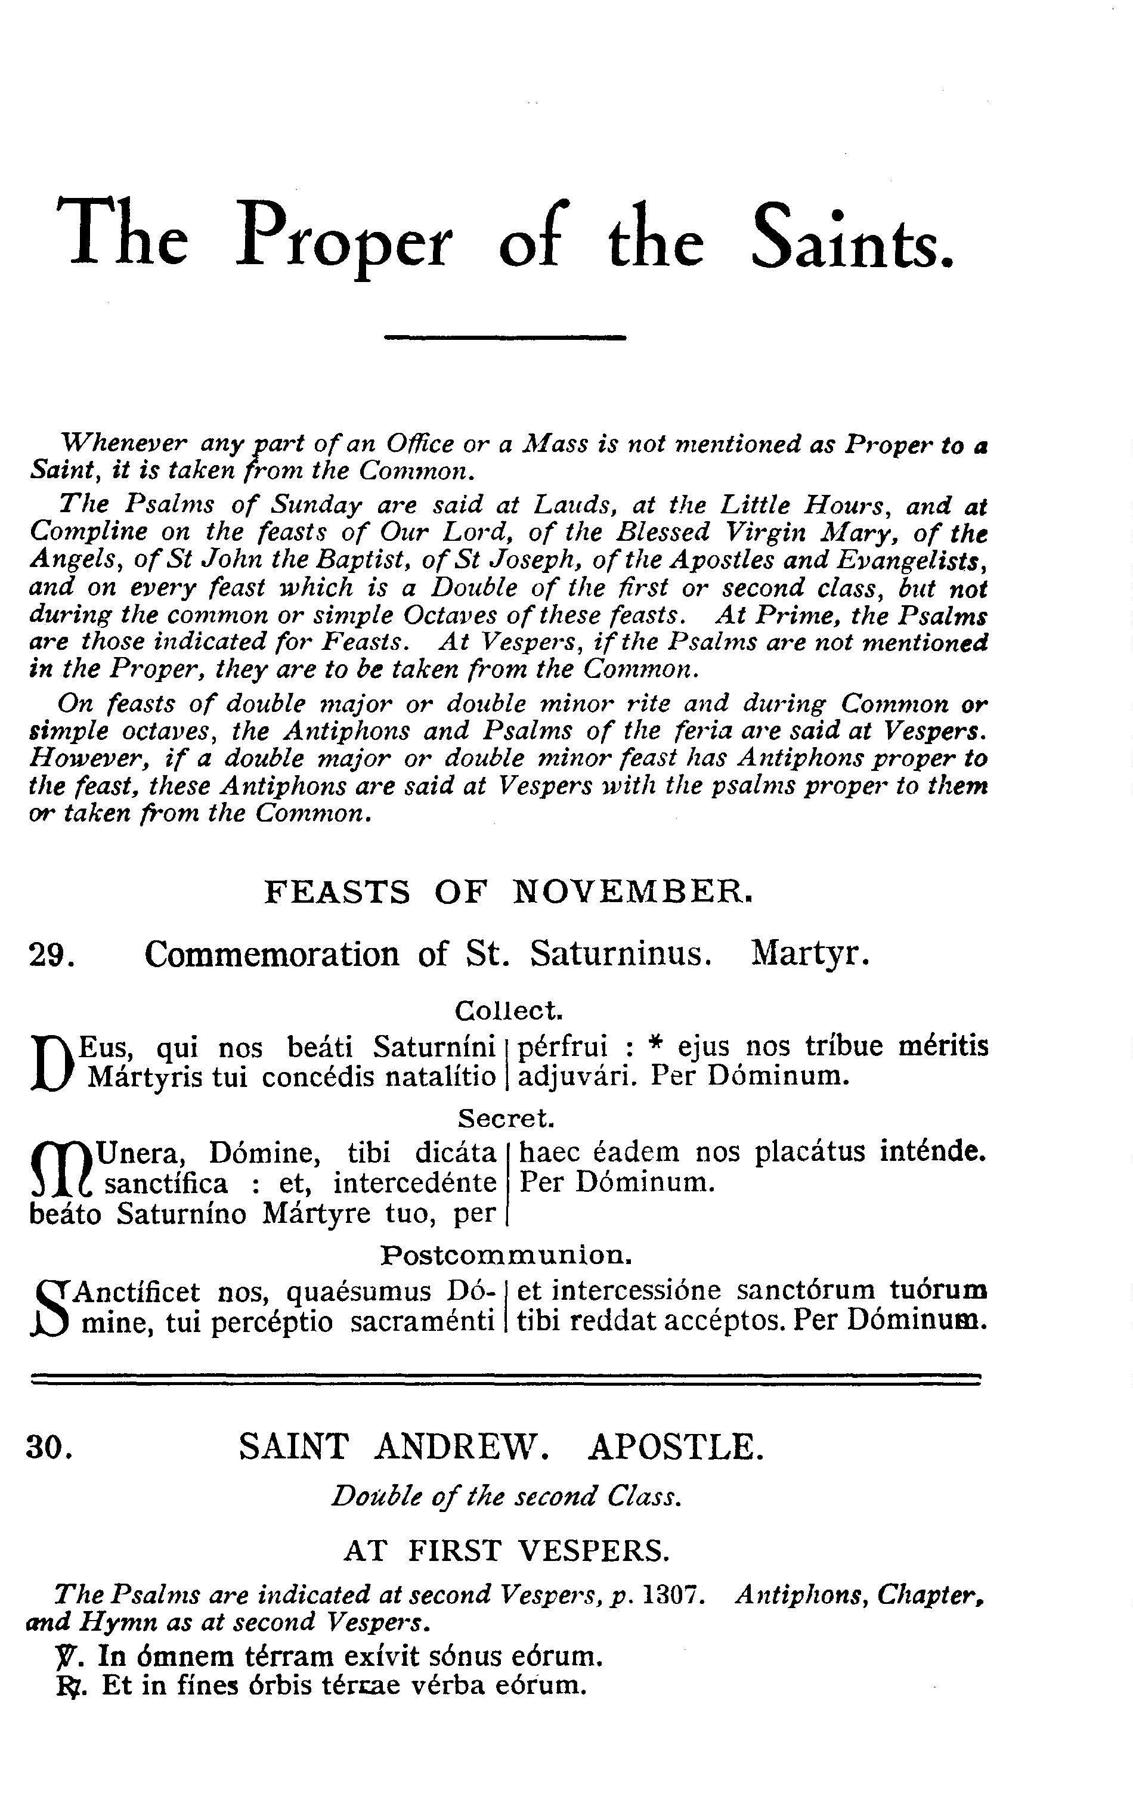 The Proper of the Saints.
Whenever any part of an Office or a Mass is not mentioned as Proper to a
Saint, it is taken from the Common.
The Psalms of Sunday are said at Lauds, at the Little Hours, and at
Compline on the feasts of Our Lord, of the Blessed Virgin Mary, of the
Angels, of St John the Baptist, of St Joseph, of the Apostles and Evangelists,
and on every feast which is a Double of the first or second class, but not
during the common or simple Octaves of these feasts. At Prime, the Psalms
are those indicated for Feasts. At Vespers, if the Psalms are not mentioned
in the Proper, they are to be taken from the Common.
On feasts of double major or double minor rite and during Common or
simple octaves, the Antiphons and Psalms of the feria are said at Vespers.
However, if a double major or double minor feast has Antiphons proper to
the feast, these Antiphons are said at Vespers with the psalms proper to them
or taken from the Common.
FEASTS OF NOVEMBER.
29. Commemoration of St. Saturninus. Martyr.
Collect.
DEus, qui nos beáti Saturníni
Mártyris tui concédis natalítio
pérfrui : * ejus nos tríbue méritis
adjuvári. Per Dóminum.
Secret.
MUnera, Dómine, tibi dicáta
sanctífica : et, intercedénte
beáto Saturníno Mártyre tuo, per
haec éadem nos placátus inténde.
Per Dóminum.
Postcommunion.
SAnctíficet nos, quaésumus Dó-
mine, tui percéptio sacraménti
et intercessióne sanctórum tuórum
tibi reddat accéptos. Per Dóminum.
30. SAINT ANDREW. APOSTLE.
Double of the second Class.
AT FIRST VESPERS.
The Psalms are indicated at second Vespers, p. 1307. Antiphons, Chapter,
and Hymn as at second Vespers.
℣. In ómnem térram exívit sónus eórum.
℟. Et in fínes órbis térrae vérba eórum.